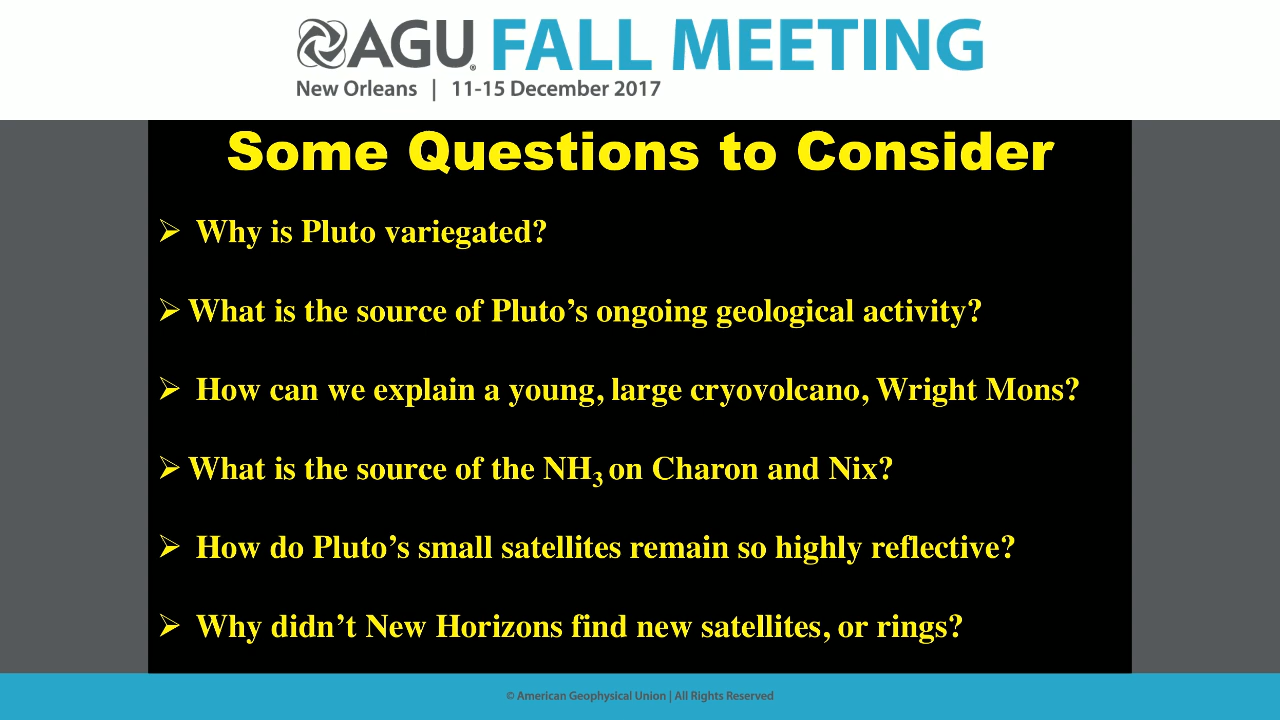 AGU FALL MEETING
New Orleans | 11-15 December 2017
Some Questions to Consider
➢ Why is Pluto variegated?
➢ What is the source of Pluto’s ongoing geological activity?
➢ How can we explain a young, large cryovolcano, Wright Mons?
➢ What is the source of the NH₃ on Charon and Nix?
➢ How do Pluto’s small satellites remain so highly reflective?
➢ Why didn’t New Horizons find new satellites, or rings?
© American Geophysical Union | All Rights Reserved